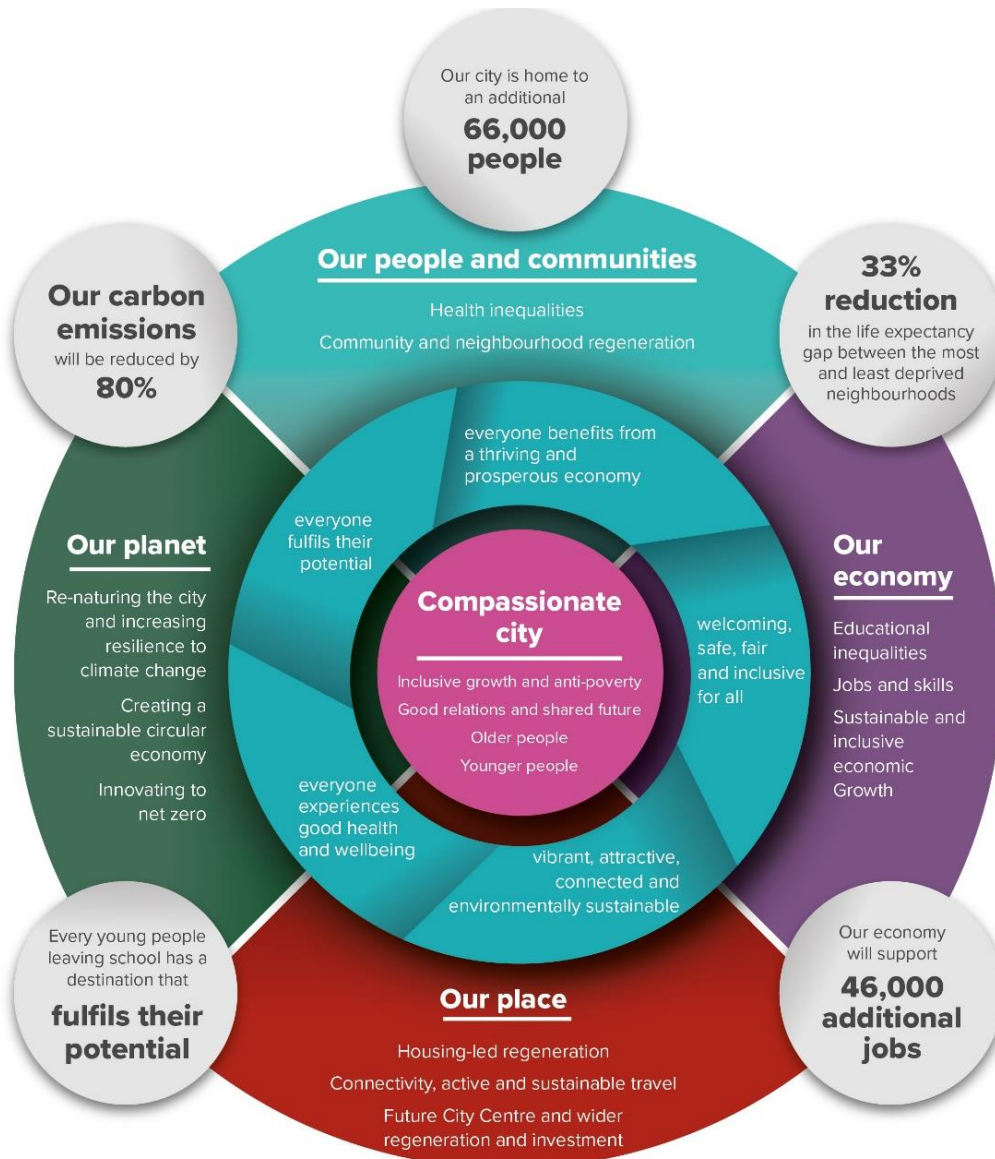 Our city is home to
an additional
66,000
people
Our carbon
emissions
will be reduced by
80%
Our people and communities
Health inequalities
Community and neighbourhood regeneration
33%
reduction
in the life expectancy
gap between the most
and least deprived
neighbourhoods
everyone benefits from
a thriving and
prosperous economy
everyone
fulfils their
potential
Our planet
Re-naturing the city
and increasing
resilience to
climate change
Creating a
sustainable circular
economy
Innovating to
net zero
Compassionate
city
Inclusive growth and anti-poverty
Good relations and shared future
Older people
Younger people
welcoming,
safe, fair
and inclusive
for all
Our
economy
Educational
inequalities
Jobs and skills
Sustainable and
inclusive
economic
Growth
everyone
experiences
good health
and wellbeing
vibrant, attractive,
connected and
environmentally sustainable
Every young people
leaving school has a
destination that
fulfils their
potential
Our place
Housing-led regeneration
Connectivity, active and sustainable travel
Future City Centre and wider
regeneration and investment
Our economy
will support
46,000
additional
jobs